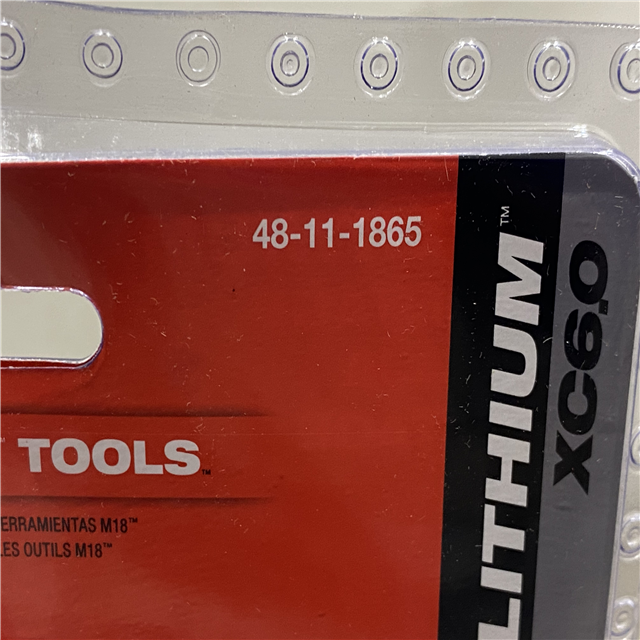 48-11-1865
LITHIUM™
XC6.0
TOOLS™
ERRAMIENTAS M18™
LES OUTILS M18™